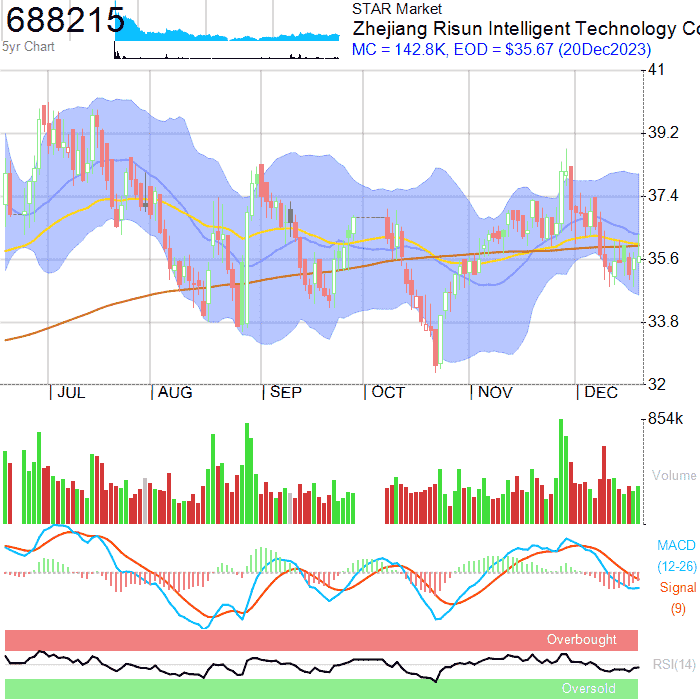 688215
5yr Chart
STAR Market
Zhejiang Risun Intelligent Technology Co
MC = 142.8K, EOD = $35.67 (20Dec2023)
41
39.2
37.4
35.6
33.8
32
JUL AUG SEP OCT NOV DEC
854k
Volume
MACD
(12-26)
Signal
(9)
Overbought
RSI(14)
Oversold